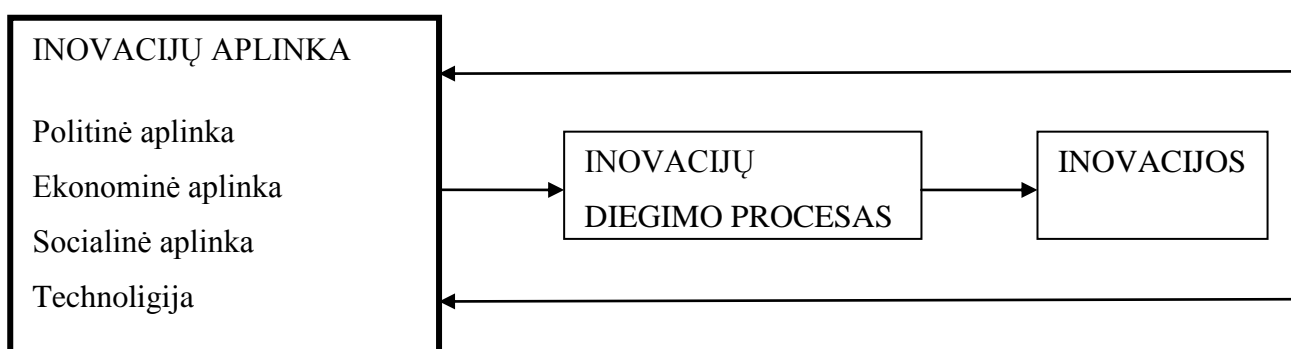 INOVACIJŲ APLINKA
Politinė aplinka
Ekonominė aplinka
Socialinė aplinka
Technoligija
INOVACIJŲ
DIEGIMO PROCESAS
INOVACIJOS